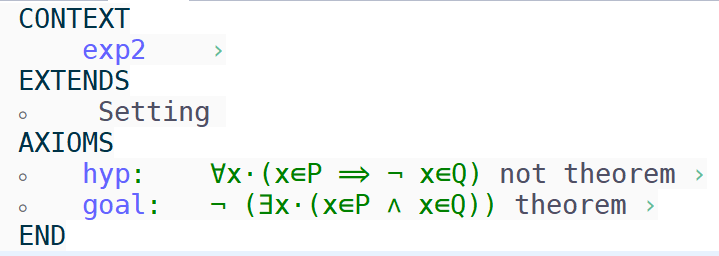 CONTEXT
exp2 ›
EXTENDS
◦ Setting
AXIOMS
◦ hyp: ∀x·(x∈P ⇒ ¬ x∈Q) not theorem ›
◦ goal: ¬ (∃x·(x∈P ∧ x∈Q)) theorem ›
END